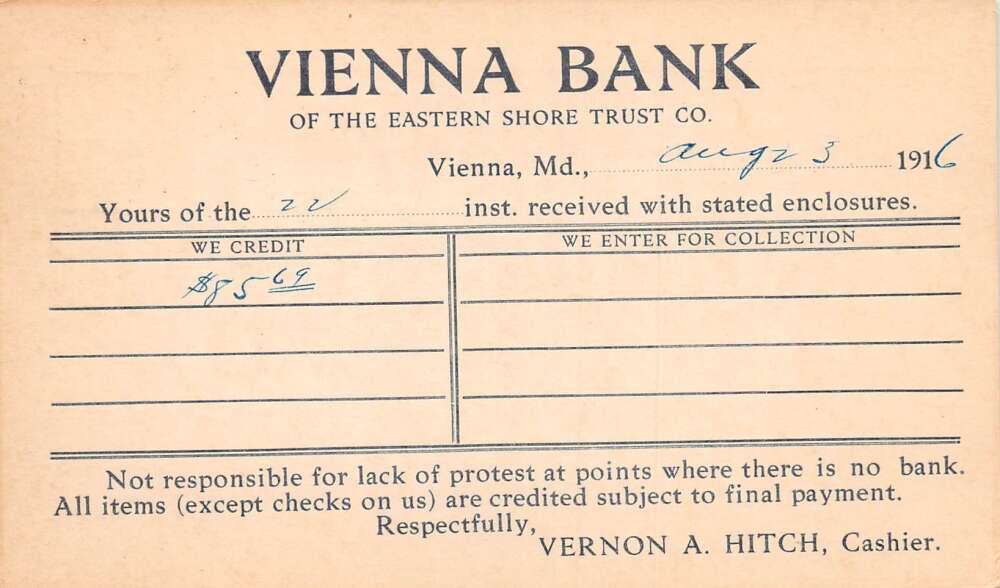 VIENNA BANK
OF THE EASTERN SHORE TRUST CO.
Vienna, Md., Aug 3 1916
Yours of the 22 inst. received with stated enclosures.
WE CREDIT WE ENTER FOR COLLECTION
$85 69
Not responsible for lack of protest at points where there is no bank.
All items (except checks on us) are credited subject to final payment.
Respectfully,
VERNON A. HITCH, Cashier.